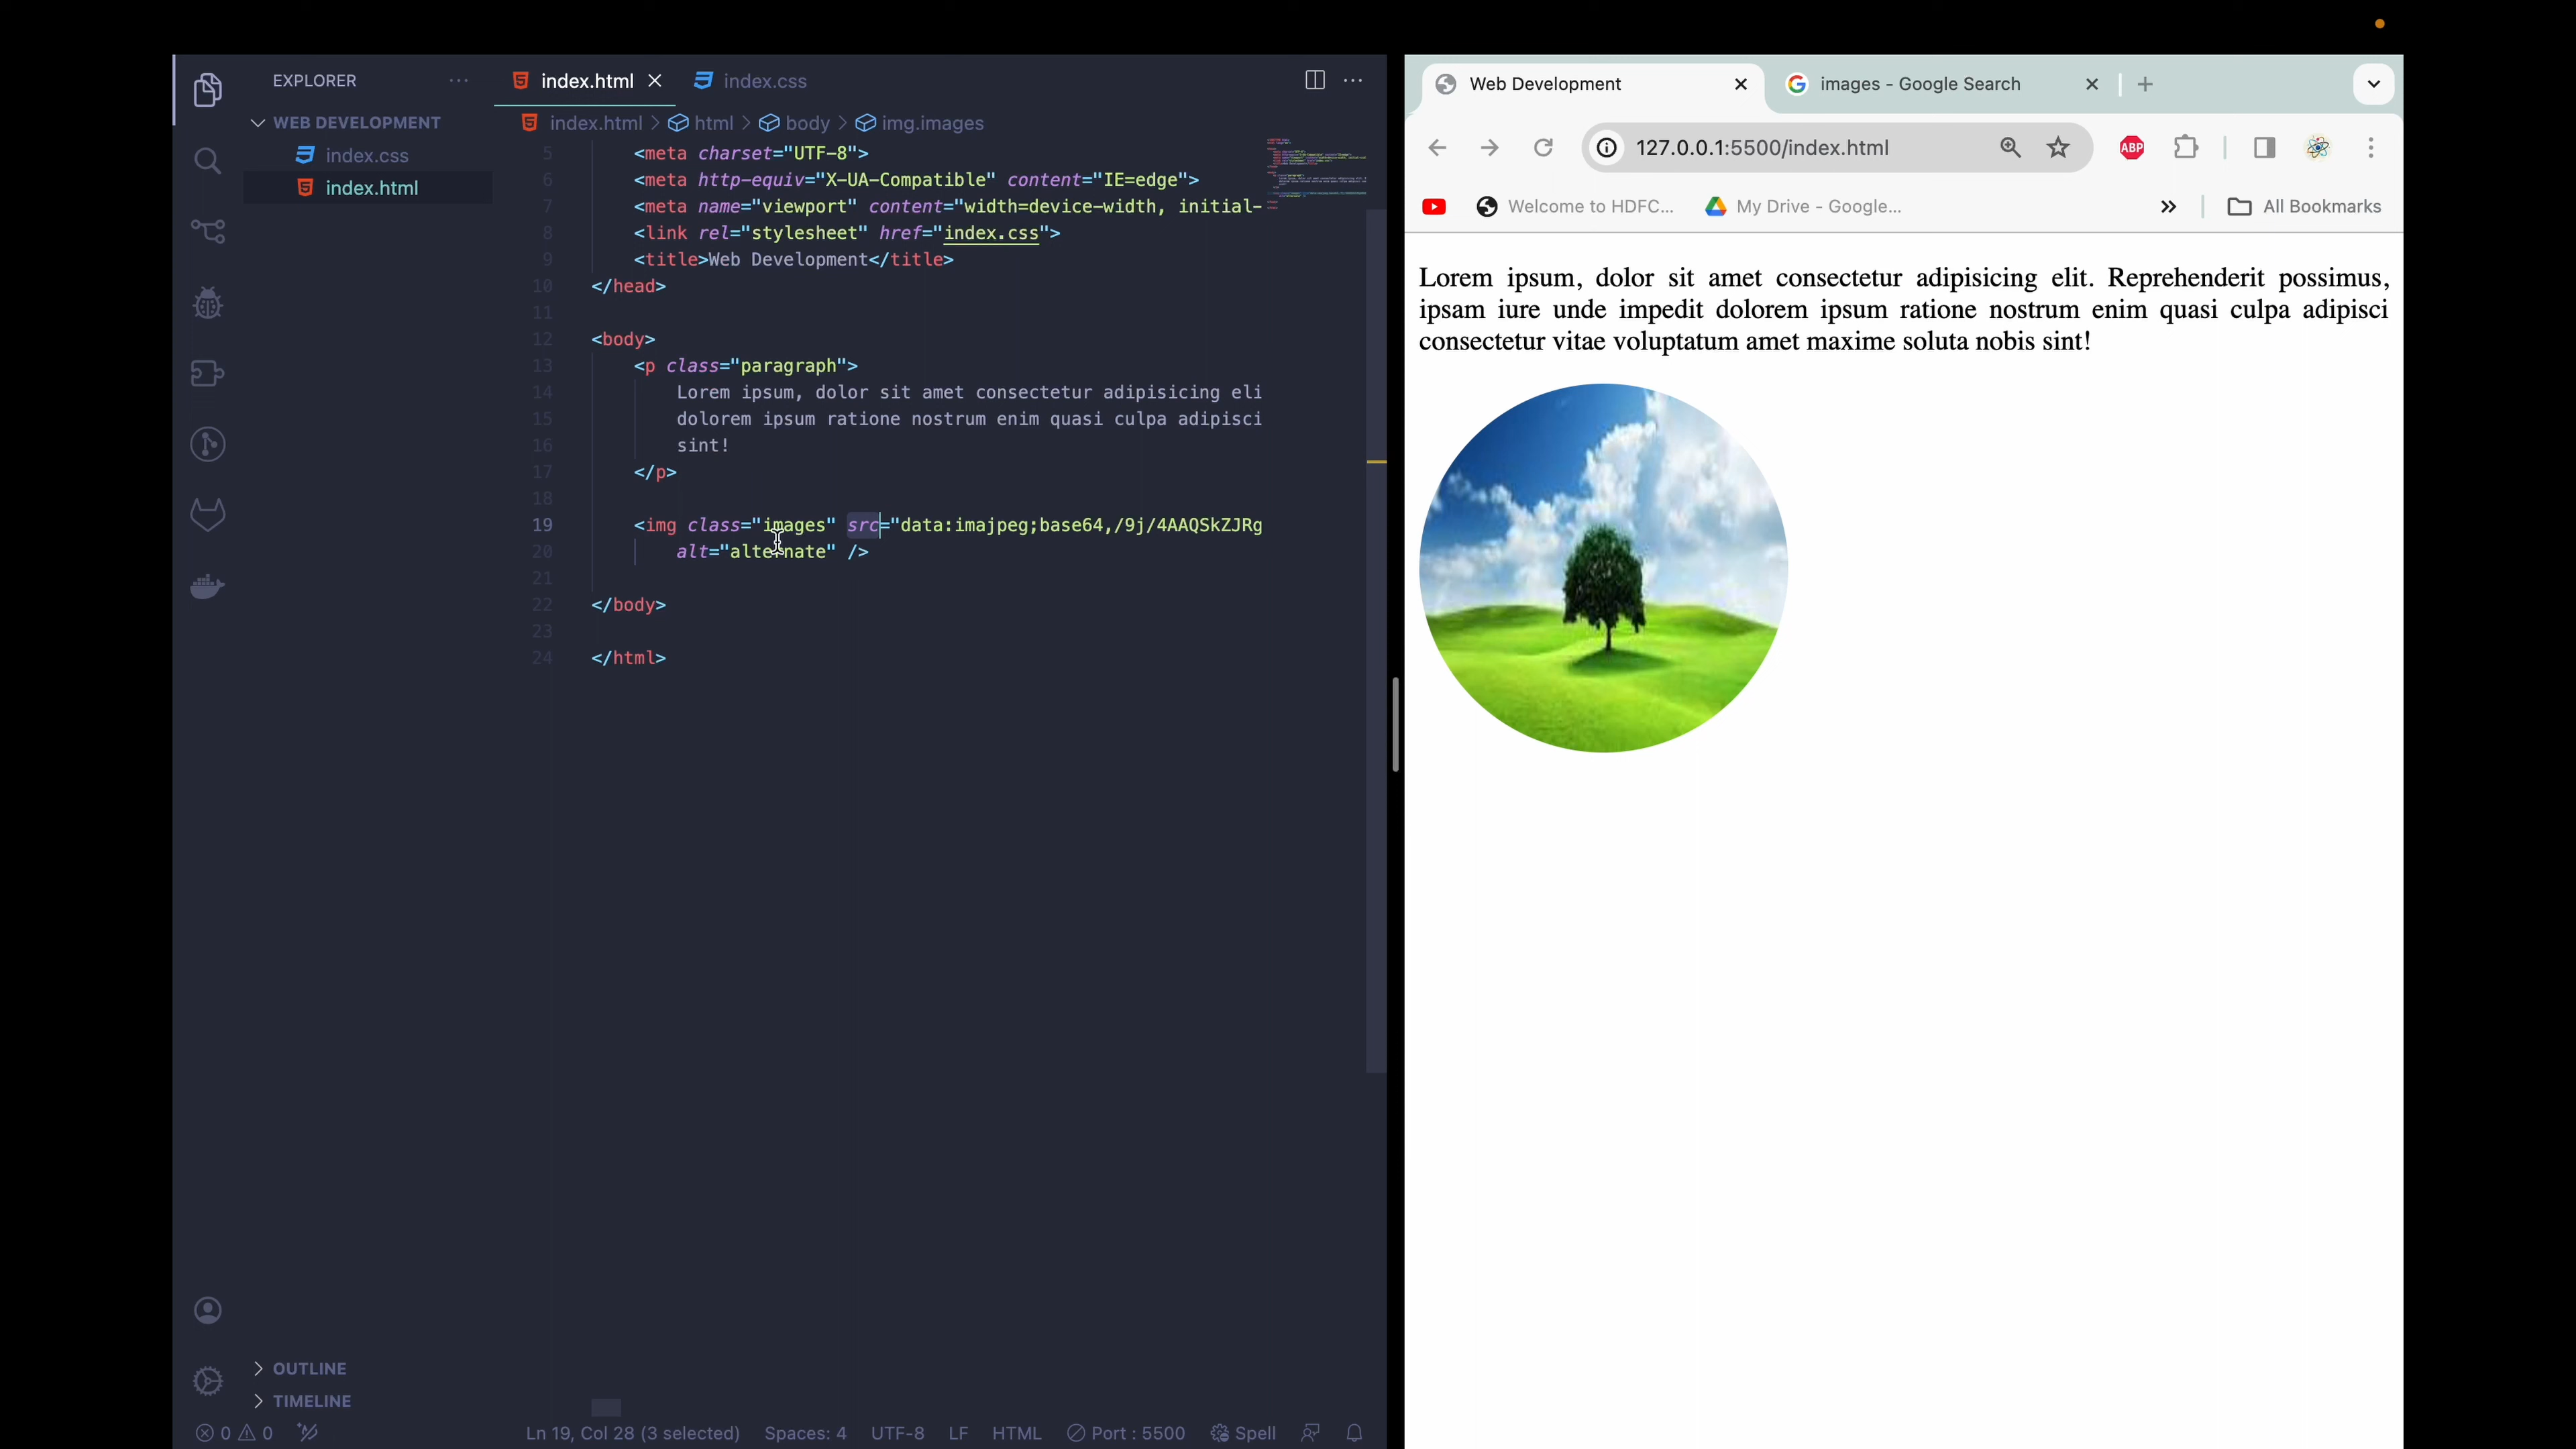 EXPLORER
WEB DEVELOPMENT
index.css
index.html
OUTLINE
TIMELINE
index.html
index.css
index.html > html > body > img.images
5 <meta charset="UTF-8">
6 <meta http-equiv="X-UA-Compatible" content="IE=edge">
7 <meta name="viewport" content="width=device-width, initial-
8 <link rel="stylesheet" href="index.css">
9 <title>Web Development</title>
10 </head>
11
12 <body>
13 <p class="paragraph">
14 Lorem ipsum, dolor sit amet consectetur adipisicing eli
15 dolorem ipsum ratione nostrum enim quasi culpa adipisci
16 sint!
17 </p>
18
19 <img class="images" src="data:imajpeg;base64,/9j/4AAQSkZJRg
20 alt="alternate" />
21
22 </body>
23
24 </html>
0 0 Ln 19, Col 28 (3 selected) Spaces: 4 UTF-8 LF HTML Port : 5500 Spell
Web Development
images - Google Search
127.0.0.1:5500/index.html
ABP
Welcome to HDFC... My Drive - Google... All Bookmarks
Lorem ipsum, dolor sit amet consectetur adipisicing elit. Reprehenderit possimus,
ipsam iure unde impedit dolorem ipsum ratione nostrum enim quasi culpa adipisci
consectetur vitae voluptatum amet maxime soluta nobis sint!